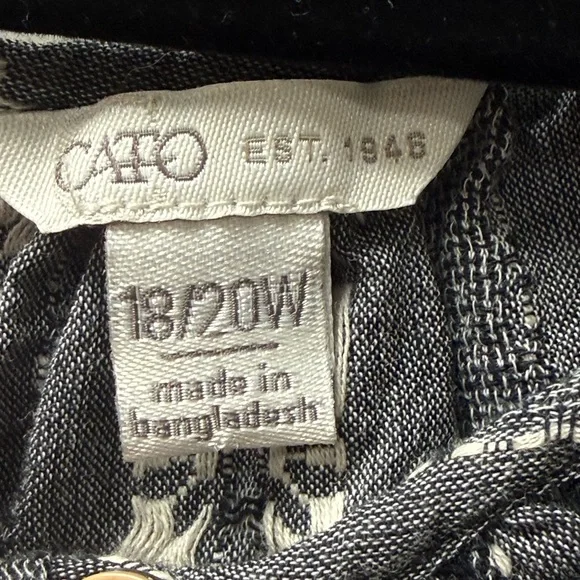 CATO EST. 1946
18/20W
made in
bangladesh